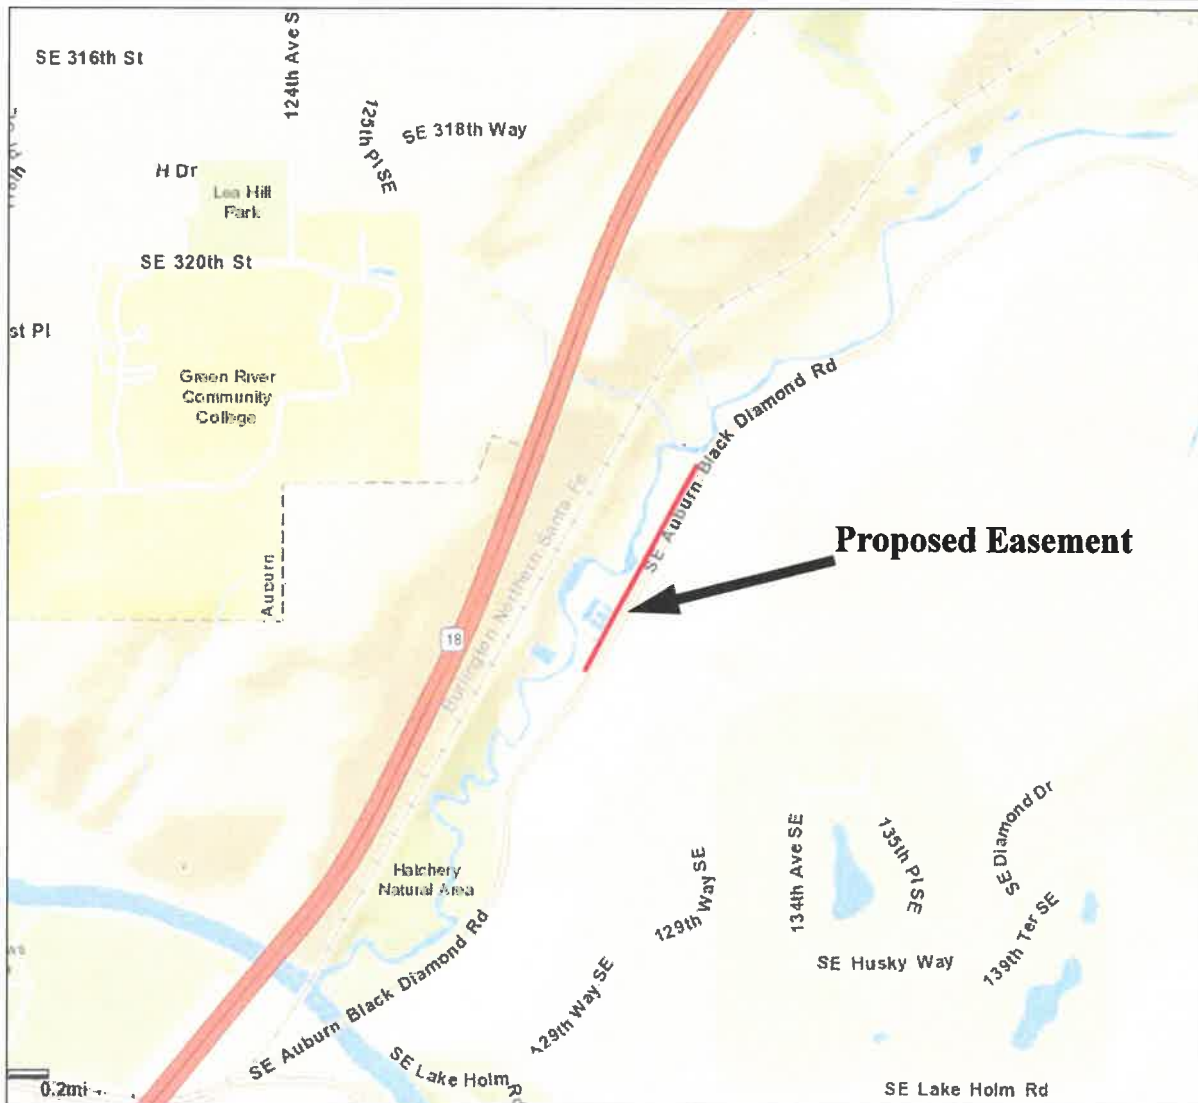 SE 316th St
124th Ave S
125th Pl SE
SE 318th Way
H Dr
Lea Hill
Park
SE 320th St
st Pl
Green River
Community
College
Auburn
18
Burlington Northern Santa Fe
SE Auburn Black Diamond Rd
Proposed Easement
Hatchery
Natural Area
SE Auburn Black Diamond Rd
129th Way SE
134th Ave SE
135th Pl SE
SE Diamond Dr
139th Ter SE
SE Husky Way
29th Way SE
SE Lake Holm
0.2mi
SE Lake Holm Rd